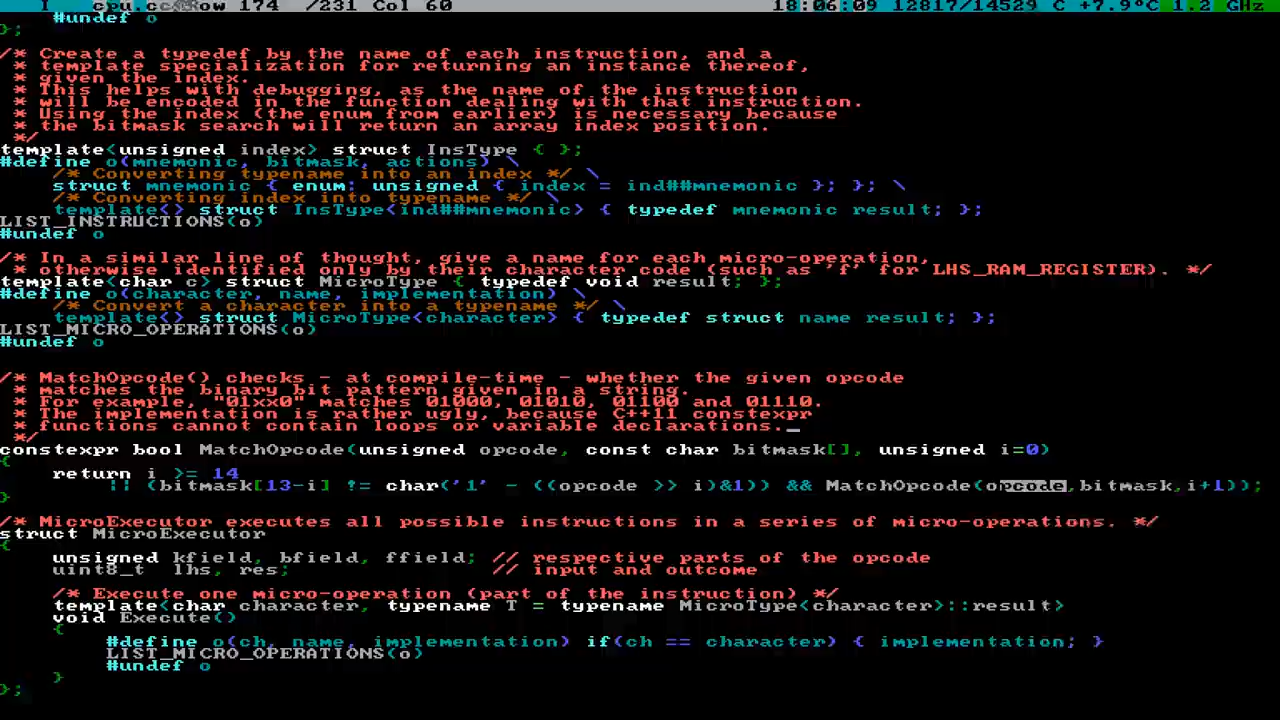 I cpu.cc Row 174 /231 Col 60 18:06:09 12817/14529 C +7.9°C 1.2 GHz
#undef o
};
/* Create a typedef by the name of each instruction, and a
* template specialization for returning an instance thereof,
* given the index.
* This helps with debugging, as the name of the instruction
* will be encoded in the function dealing with that instruction.
* Using the index (the enum from earlier) is necessary because
* the bitmask search will return an array index position.
*/
template<unsigned index> struct InsType { };
#define o(mnemonic, bitmask, actions) \
/* Converting typename into an index */ \
struct mnemonic { enum: unsigned { index = ind##mnemonic }; }; \
/* Converting index into typename */ \
template<> struct InsType<ind##mnemonic> { typedef mnemonic result; };
LIST_INSTRUCTIONS(o)
#undef o
/* In a similar line of thought, give a name for each micro-operation,
* otherwise identified only by their character code (such as 'f' for LHS_RAM_REGISTER). */
template<char c> struct MicroType { typedef void result; };
#define o(character, name, implementation) \
/* Convert a character into a typename */ \
template<> struct MicroType<character> { typedef struct name result; };
LIST_MICRO_OPERATIONS(o)
#undef o
/* MatchOpcode() checks - at compile-time - whether the given opcode
* matches the binary bit pattern given in a string.
* For example, "01xx0" matches 01000, 01010, 01100 and 01110.
* The implementation is rather ugly, because C++11 constexpr
* functions cannot contain loops or variable declarations._
*/
constexpr bool MatchOpcode(unsigned opcode, const char bitmask[], unsigned i=0)
{
return i >= 14
|| (bitmask[13-i] != char('1' - ((opcode >> i)&1)) && MatchOpcode(opcode,bitmask,i+1));
}
/* MicroExecutor executes all possible instructions in a series of micro-operations. */
struct MicroExecutor
{
unsigned kfield, bfield, ffield; // respective parts of the opcode
uint8_t lhs, res; // input and outcome
/* Execute one micro-operation (part of the instruction) */
template<char character, typename T = typename MicroType<character>::result>
void Execute()
{
#define o(ch, name, implementation) if(ch == character) { implementation; }
LIST_MICRO_OPERATIONS(o)
#undef o
}
};